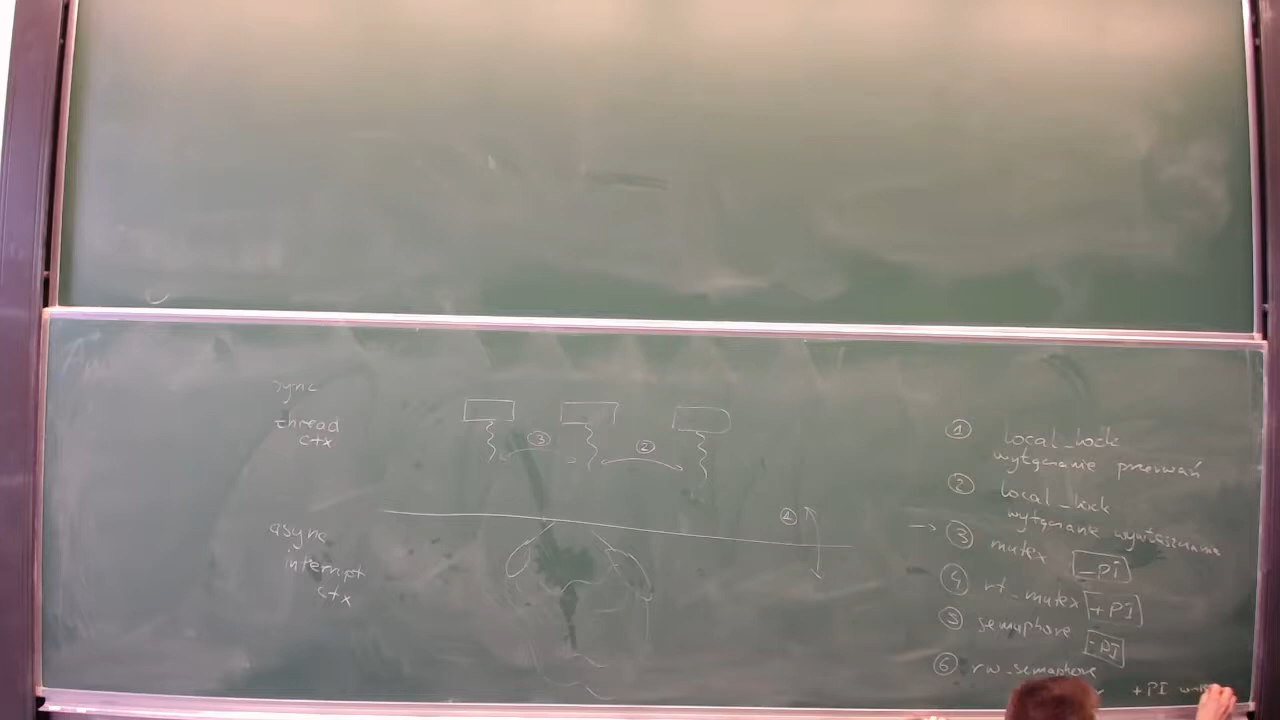 sync
thread
ctx
③
②
①
async
interrupt
ctx
① local_lock
wyłączanie przerwań
② local_lock
wyłączanie wywłaszczania
→ ③ mutex -PI
④ rt_mutex +PI
⑤ semaphore -PI
⑥ rw_semaphore
+PI